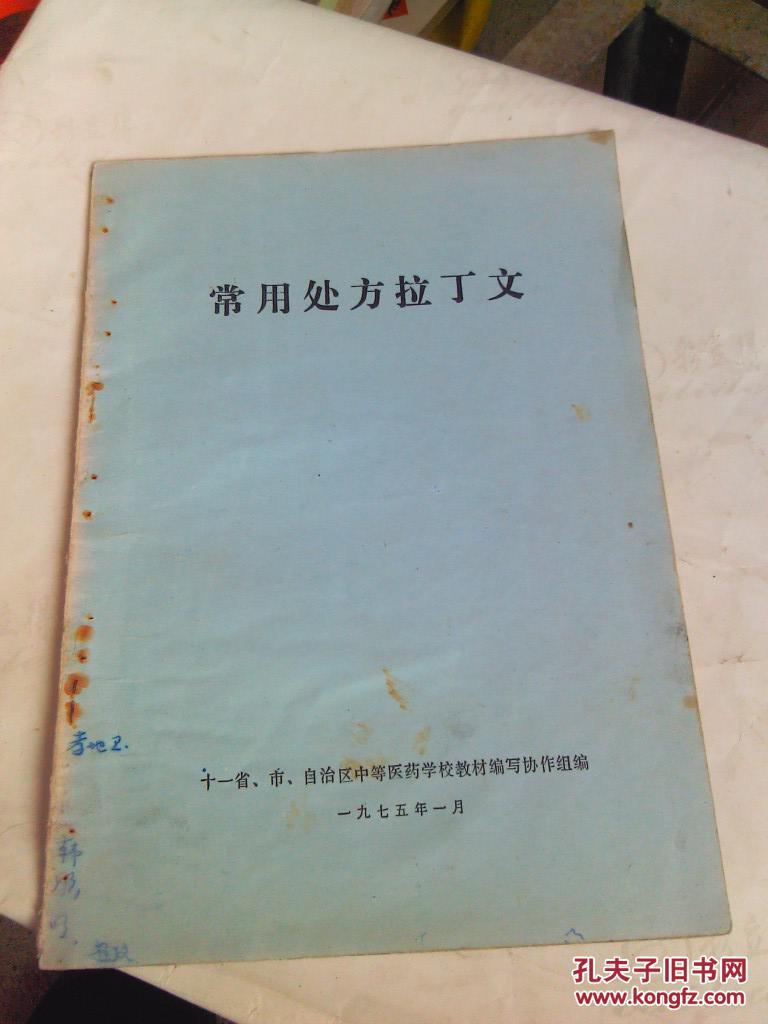 常用处方拉丁文
十一省、市、自治区中等医药学校教材编写协作组编
一九七五年一月
孔夫子旧书网
www.kongfz.com